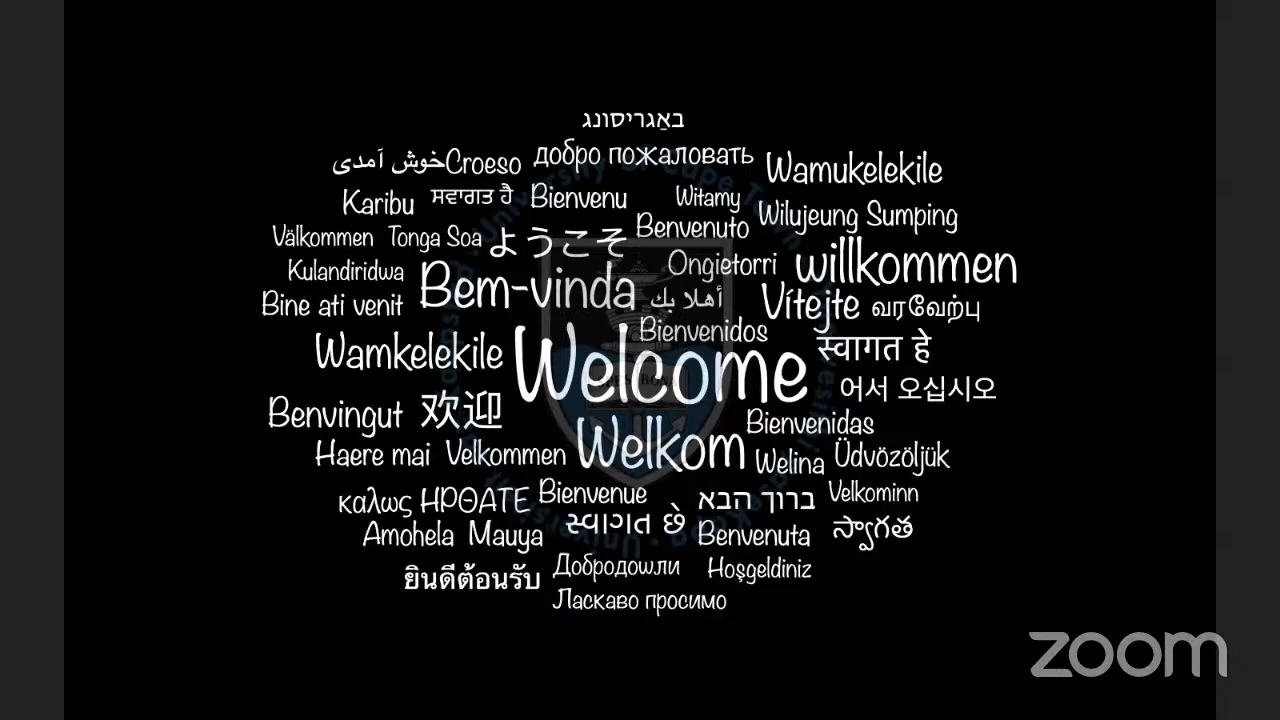 באַגריסונג
خوش آمدی Croeso добро пожаловать Wamukelekile
Karibu ਸਵਾਗਤ ਹੈ Bienvenu Witamy Wilujeng Sumping
Välkommen Tonga Soa ようこそ Benvenuto
Kulandiridwa Bem-vinda Ongietorri willkommen
Bine ati venit أهلا بك Vítejte வரவேற்பு
Bienvenidos
Wamkelekile Welcome स्वागत हे
어서 오십시오
Benvingut 欢迎 Bienvenidas
Haere mai Velkommen Welkom Welina Üdvözöljük
καλως ΗΡΘΑΤΕ Bienvenue ברוך הבא Velkominn
Amohela Mauya સ્વાગત છે Benvenuta స్వాగత
ยินดีต้อนรับ Добродошли Hoşgeldiniz
Ласкаво просимо
zoom